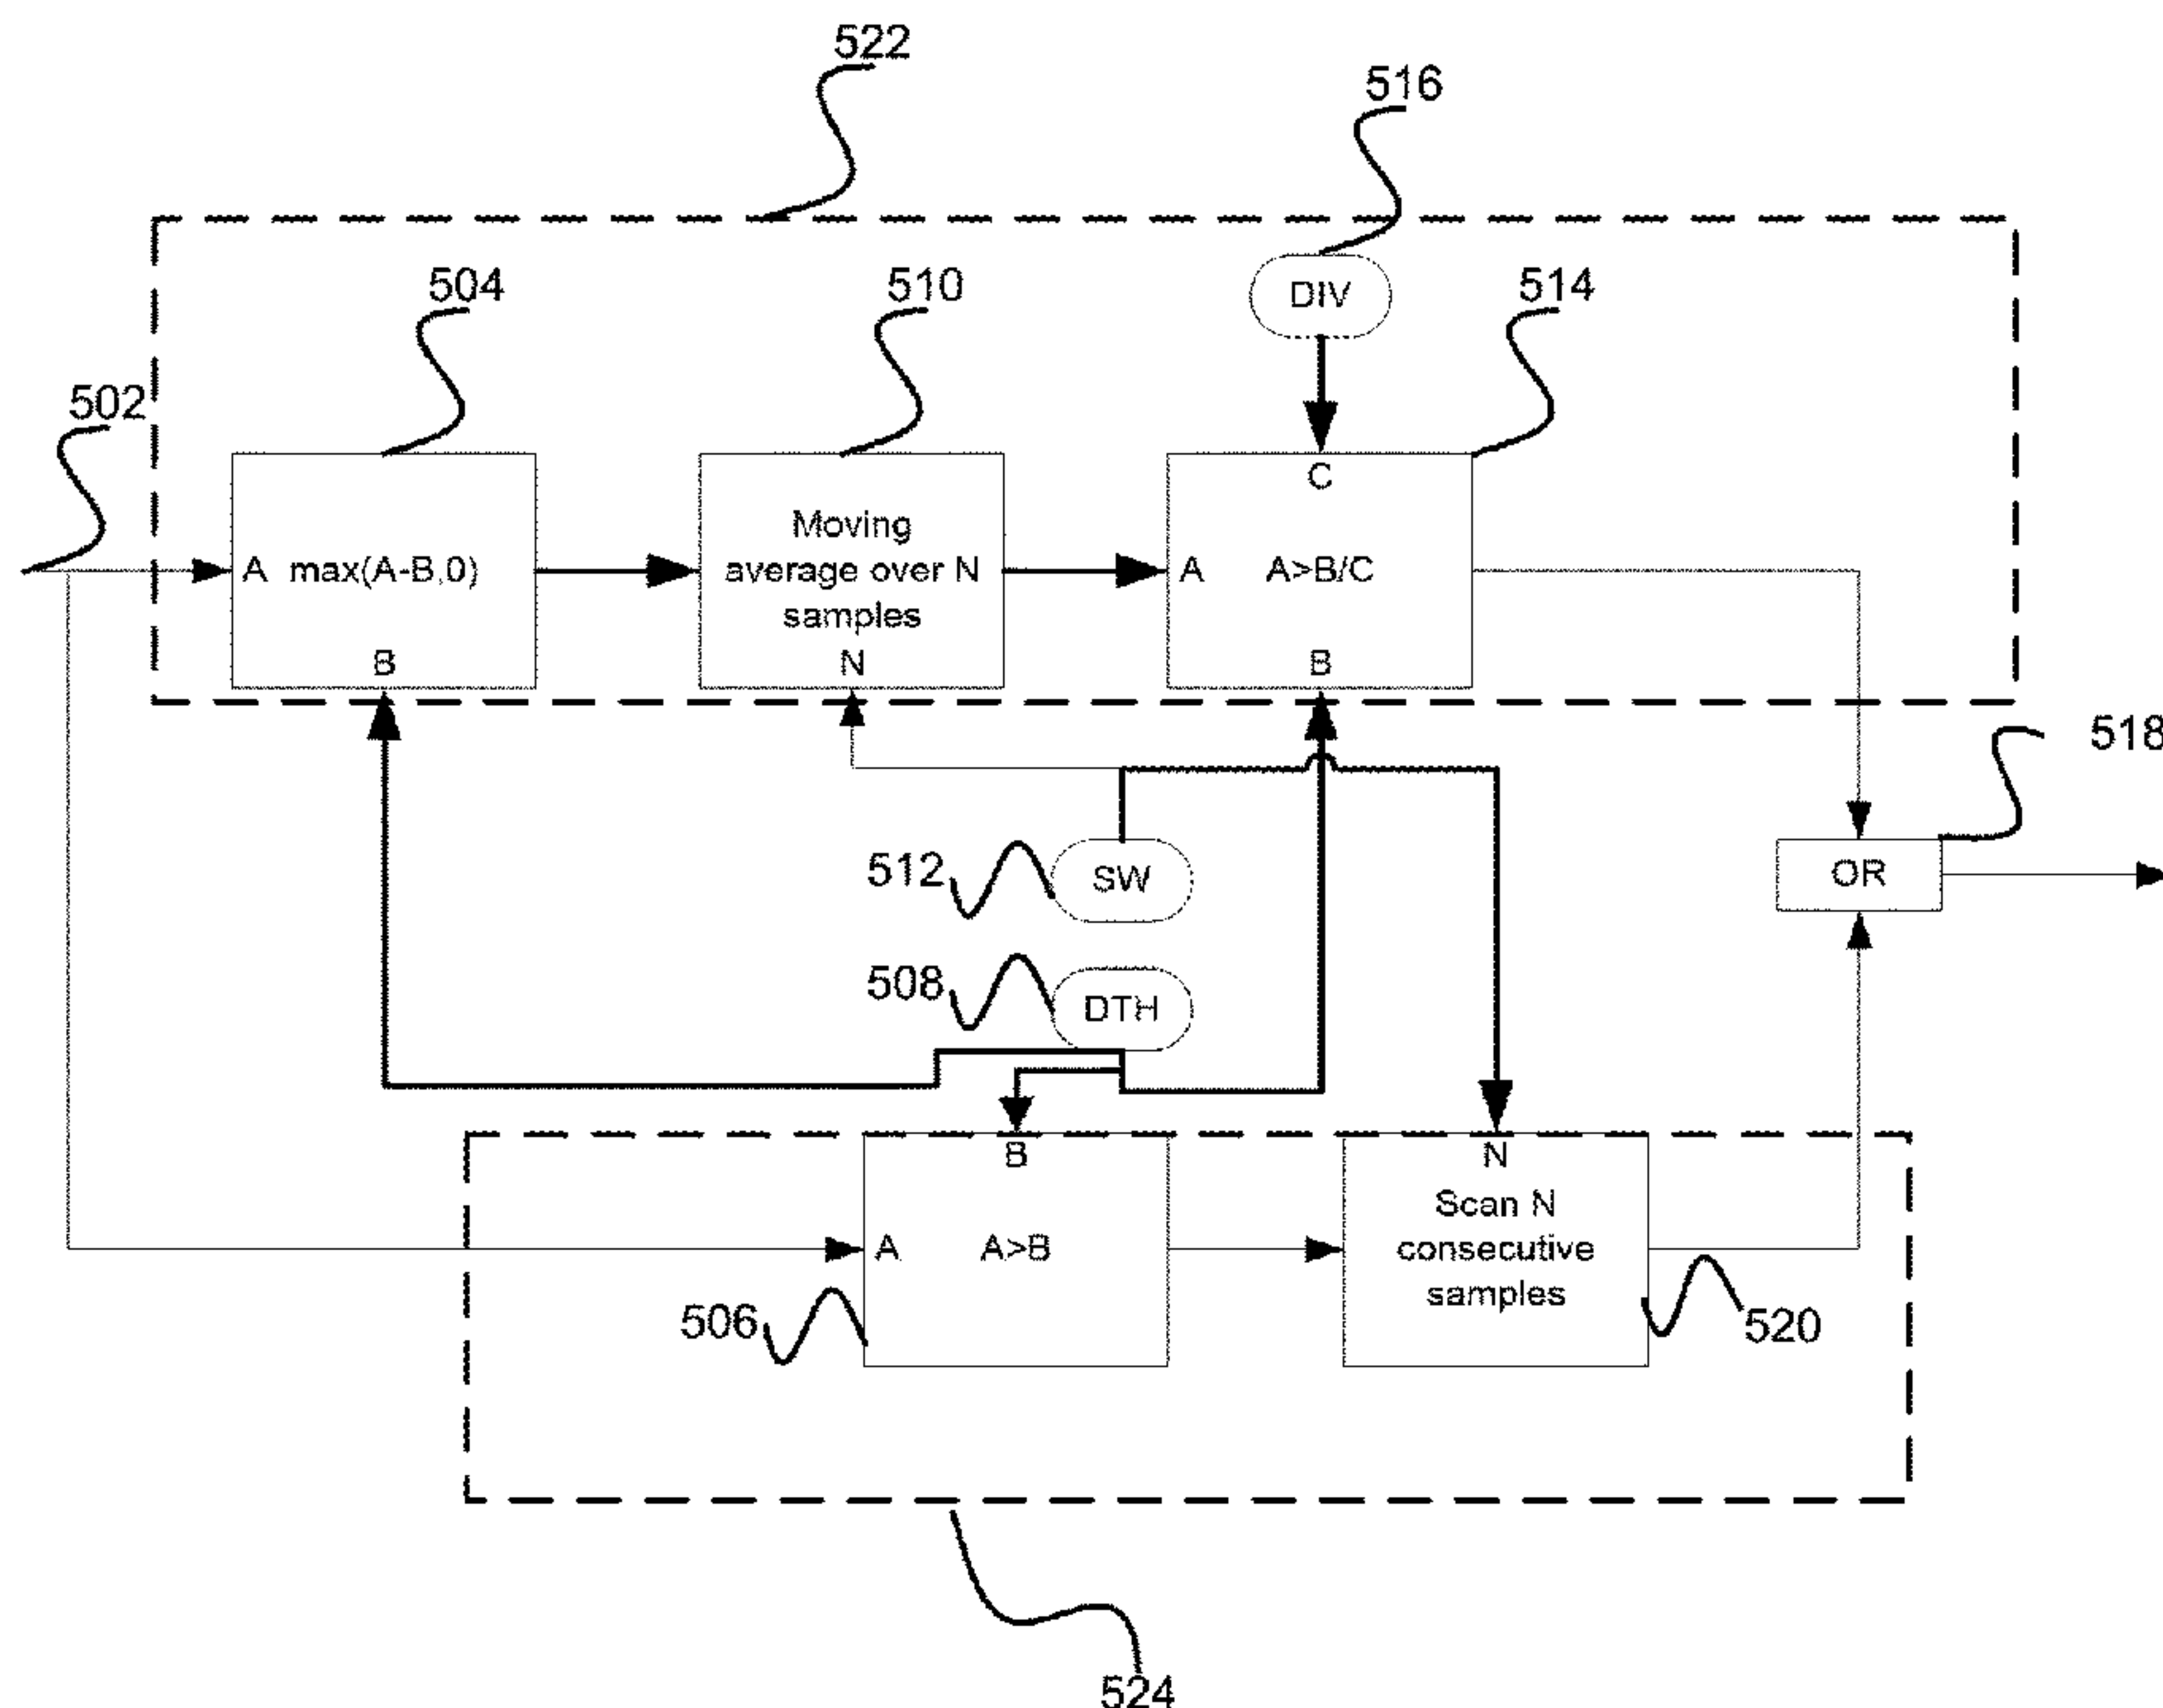 522
516
504
510
DIV
514
502
C
Moving
average over N
samples
A max(A-B,0)
A A>B/C
B
N
B
518
512
SW
OR
508
DTH
B
N
Scan N
consecutive
samples
A A>B
506
520
524